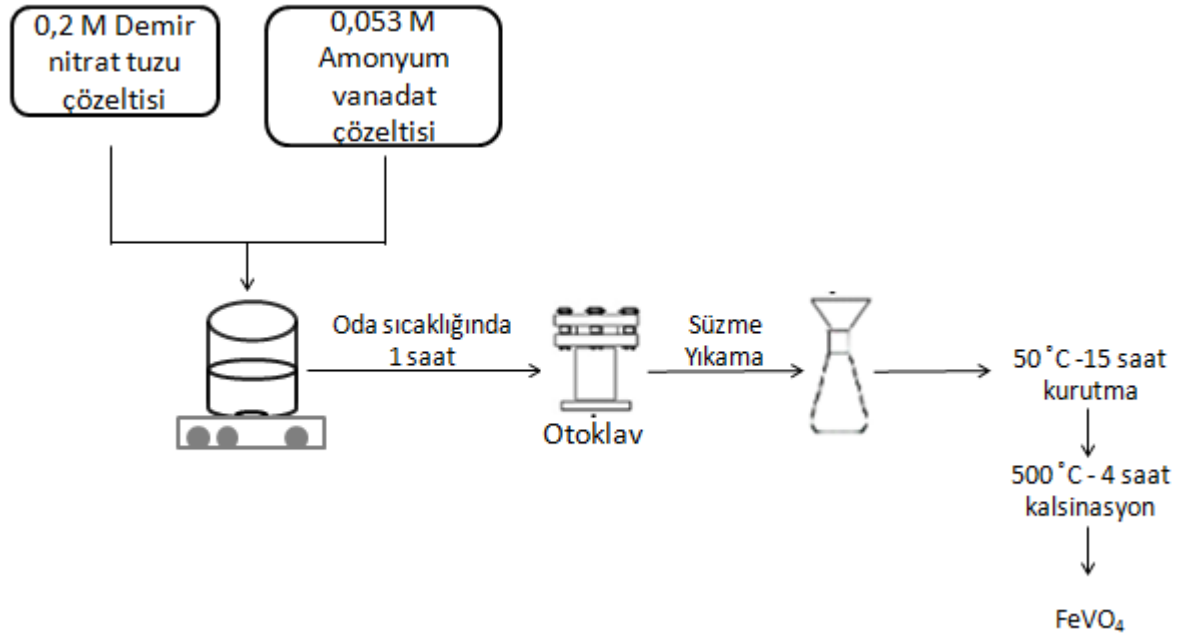 0,2 M Demir
nitrat tuzu
çözeltisi
0,053 M
Amonyum
vanadat
çözeltisi
Oda sıcaklığında
1 saat
Otoklav
Süzme
Yıkama
50 ˚C -15 saat
kurutma
500 ˚C - 4 saat
kalsinasyon
FeVO₄